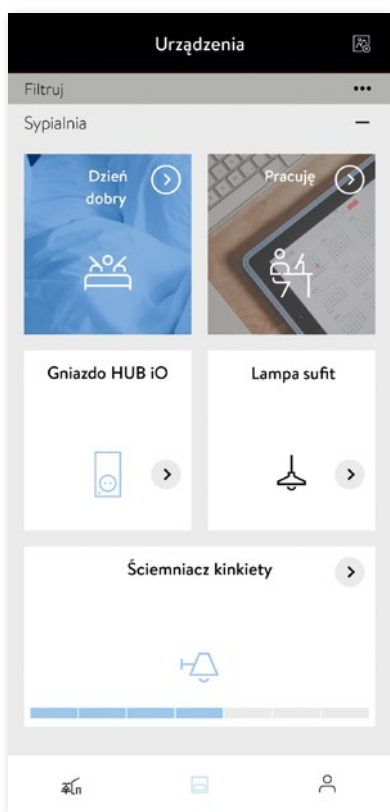 Urządzenia
Filtruj
Sypialnia
Dzień
dobry
Pracuję
Gniazdo HUB iO
Lampa sufit
Ściemniacz kinkiety